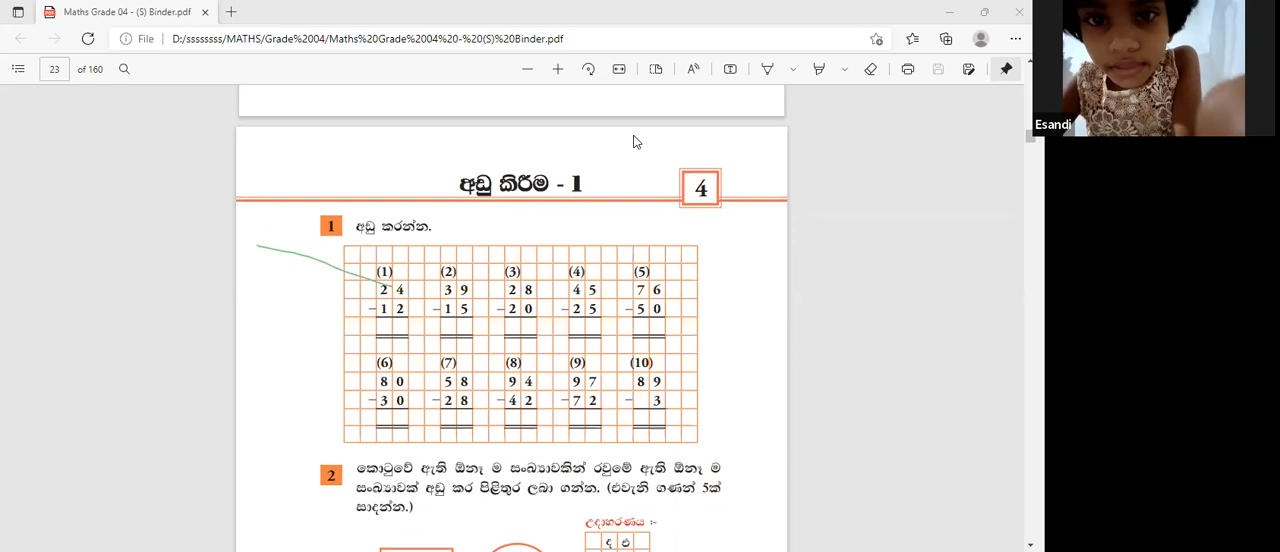 Maths Grade 04 - (S) Binder.pdf
File D:/ssssssss/MATHS/Grade%2004/Maths%20Grade%2004%20-%20(S)%20Binder.pdf
23 of 160
Esandi
අඩු කිරීම - 1 4
1 අඩු කරන්න.
(1) (2) (3) (4) (5)
2 4 3 9 2 8 4 5 7 6
− 1 2 − 1 5 − 2 0 − 2 5 − 5 0
(6) (7) (8) (9) (10)
8 0 5 8 9 4 9 7 8 9
− 3 0 − 2 8 − 4 2 − 7 2 − 3
2 කොටුවේ ඇති ඕනෑ ම සංඛ්‍යාවකින් රවුමේ ඇති ඕනෑ ම
සංඛ්‍යාවක් අඩු කර පිළිතුර ලබා ගන්න. (එවැනි ගණන් 5ක්
සාදන්න.)
උදාහරණය :-
ද එ